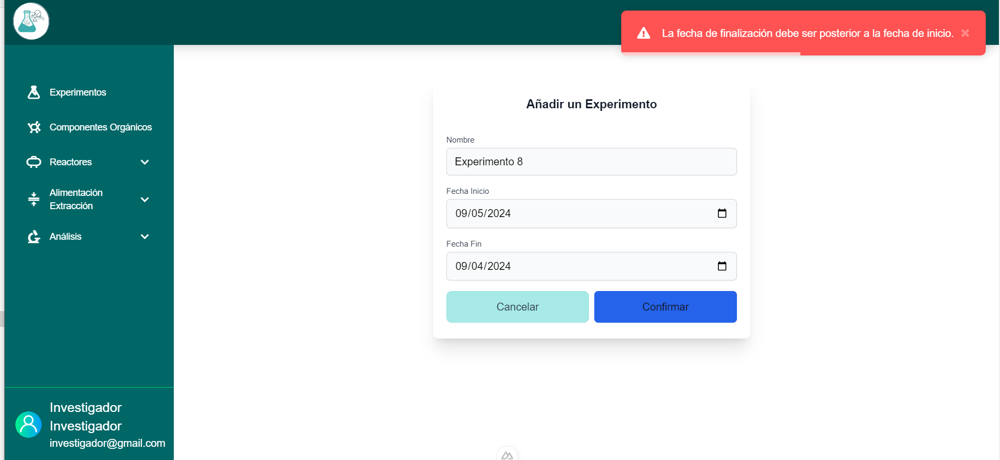 La fecha de finalización debe ser posterior a la fecha de inicio.
Experimentos
Componentes Orgánicos
Reactores
Alimentación
Extracción
Análisis
Investigador
Investigador
investigador@gmail.com
Añadir un Experimento
Nombre
Experimento 8
Fecha Inicio
09/05/2024
Fecha Fin
09/04/2024
Cancelar
Confirmar